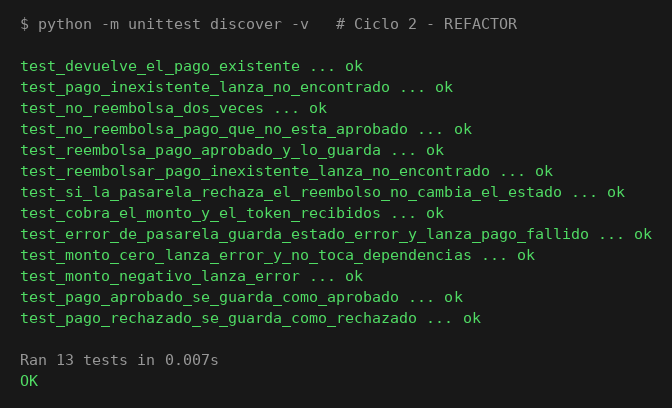 $ python -m unittest discover -v   # Ciclo 2 - REFACTOR
test_devuelve_el_pago_existente ... ok
test_pago_inexistente_lanza_no_encontrado ... ok
test_no_reembolsa_dos_veces ... ok
test_no_reembolsa_pago_que_no_esta_aprobado ... ok
test_reembolsa_pago_aprobado_y_lo_guarda ... ok
test_reembolsar_pago_inexistente_lanza_no_encontrado ... ok
test_si_la_pasarela_rechaza_el_reembolso_no_cambia_el_estado ... ok
test_cobra_el_monto_y_el_token_recibidos ... ok
test_error_de_pasarela_guarda_estado_error_y_lanza_pago_fallido ... ok
test_monto_cero_lanza_error_y_no_toca_dependencias ... ok
test_monto_negativo_lanza_error ... ok
test_pago_aprobado_se_guarda_como_aprobado ... ok
test_pago_rechazado_se_guarda_como_rechazado ... ok
Ran 13 tests in 0.007s
OK